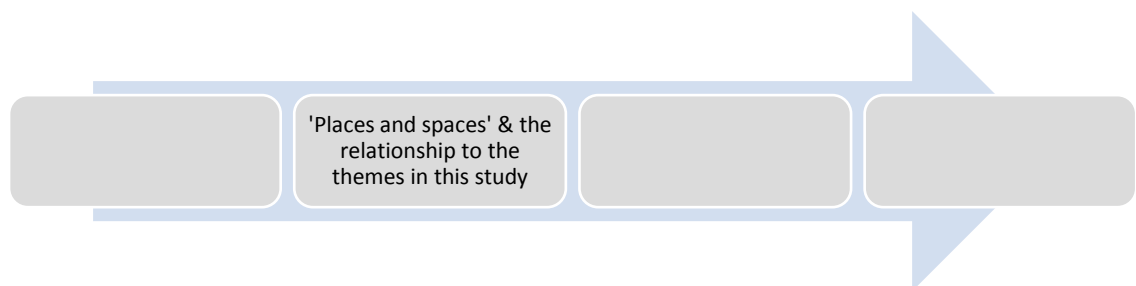 'Places and spaces' & the
relationship to the
themes in this study